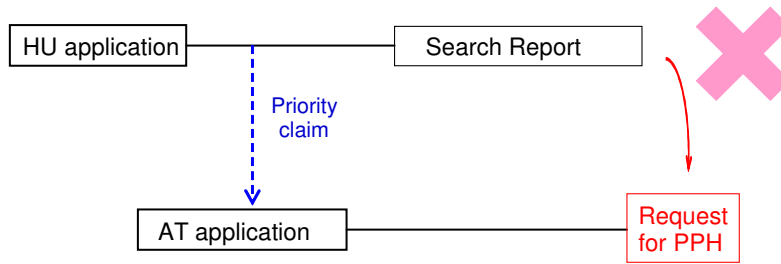 HU application
Search Report
Priority
claim
AT application
Request
for PPH